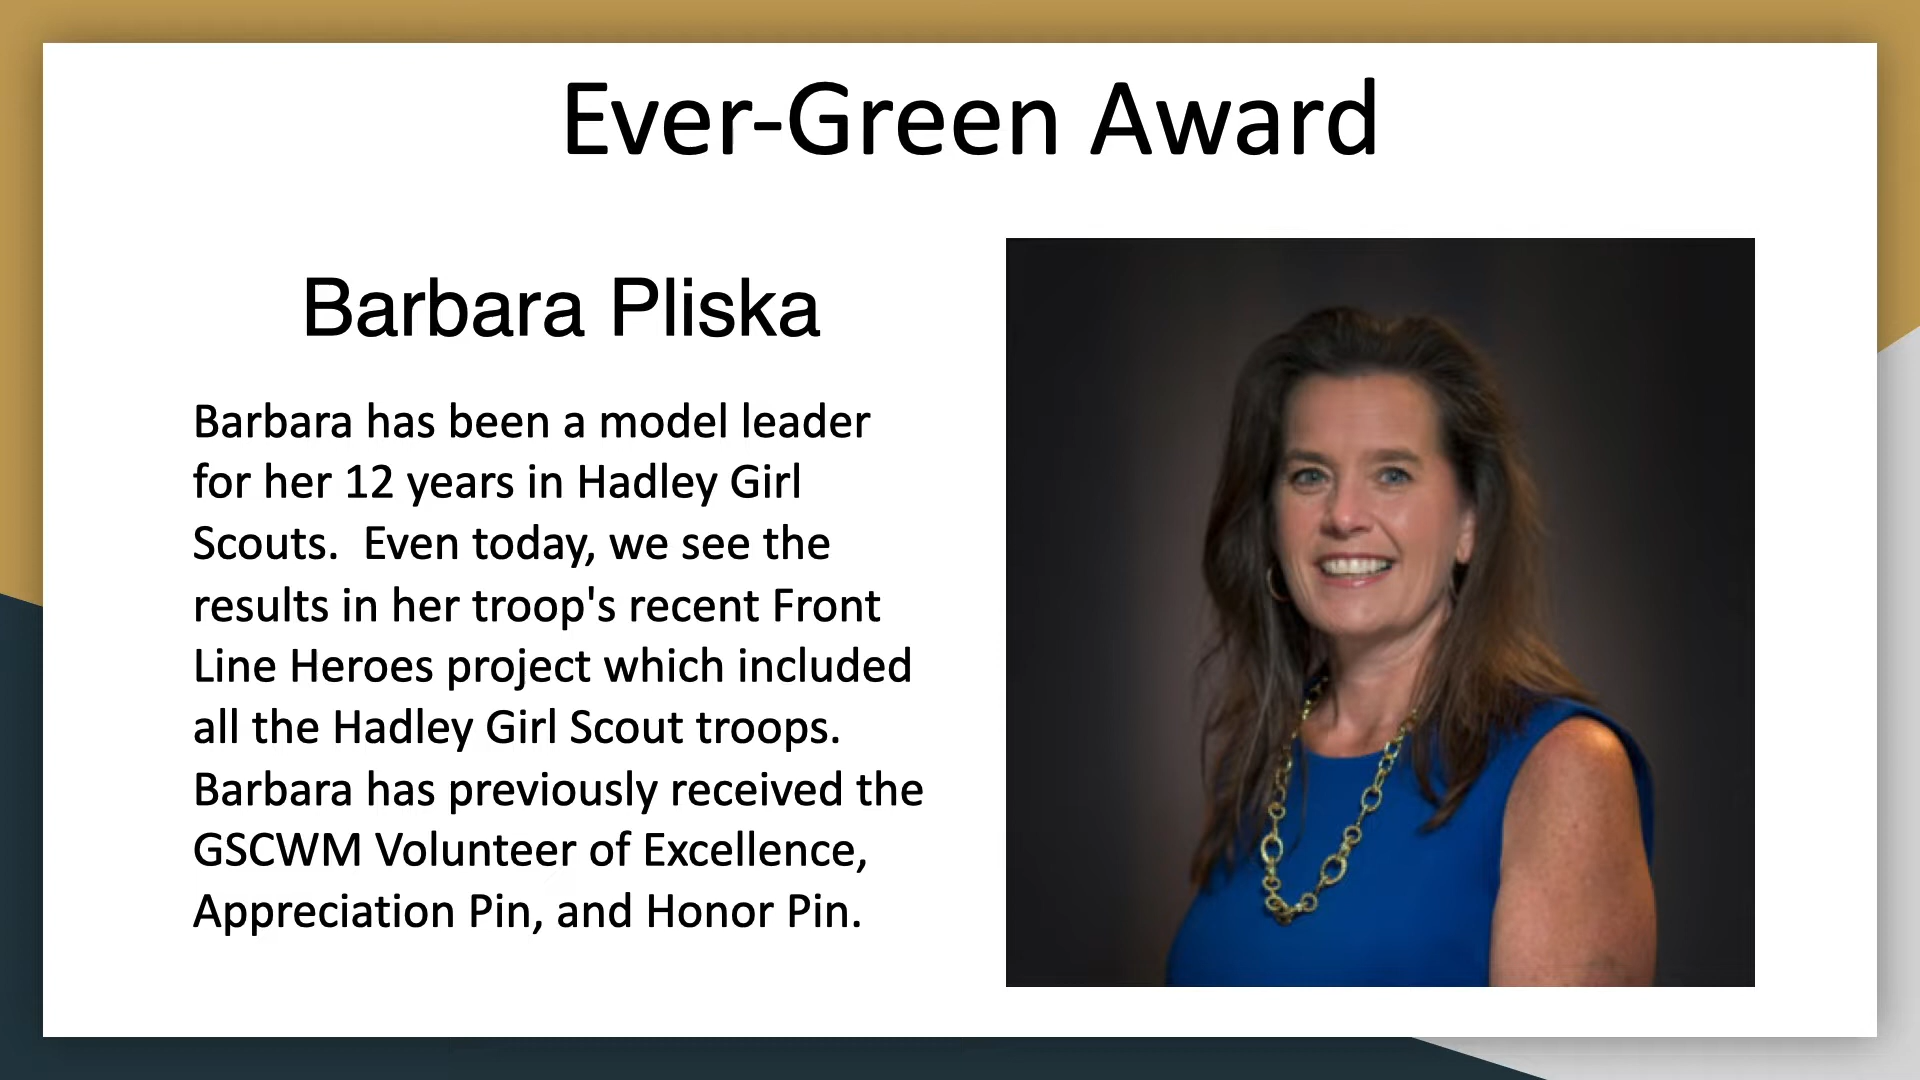 Ever-Green Award
Barbara Pliska
Barbara has been a model leader
for her 12 years in Hadley Girl
Scouts.  Even today, we see the
results in her troop's recent Front
Line Heroes project which included
all the Hadley Girl Scout troops.
Barbara has previously received the
GSCWM Volunteer of Excellence,
Appreciation Pin, and Honor Pin.